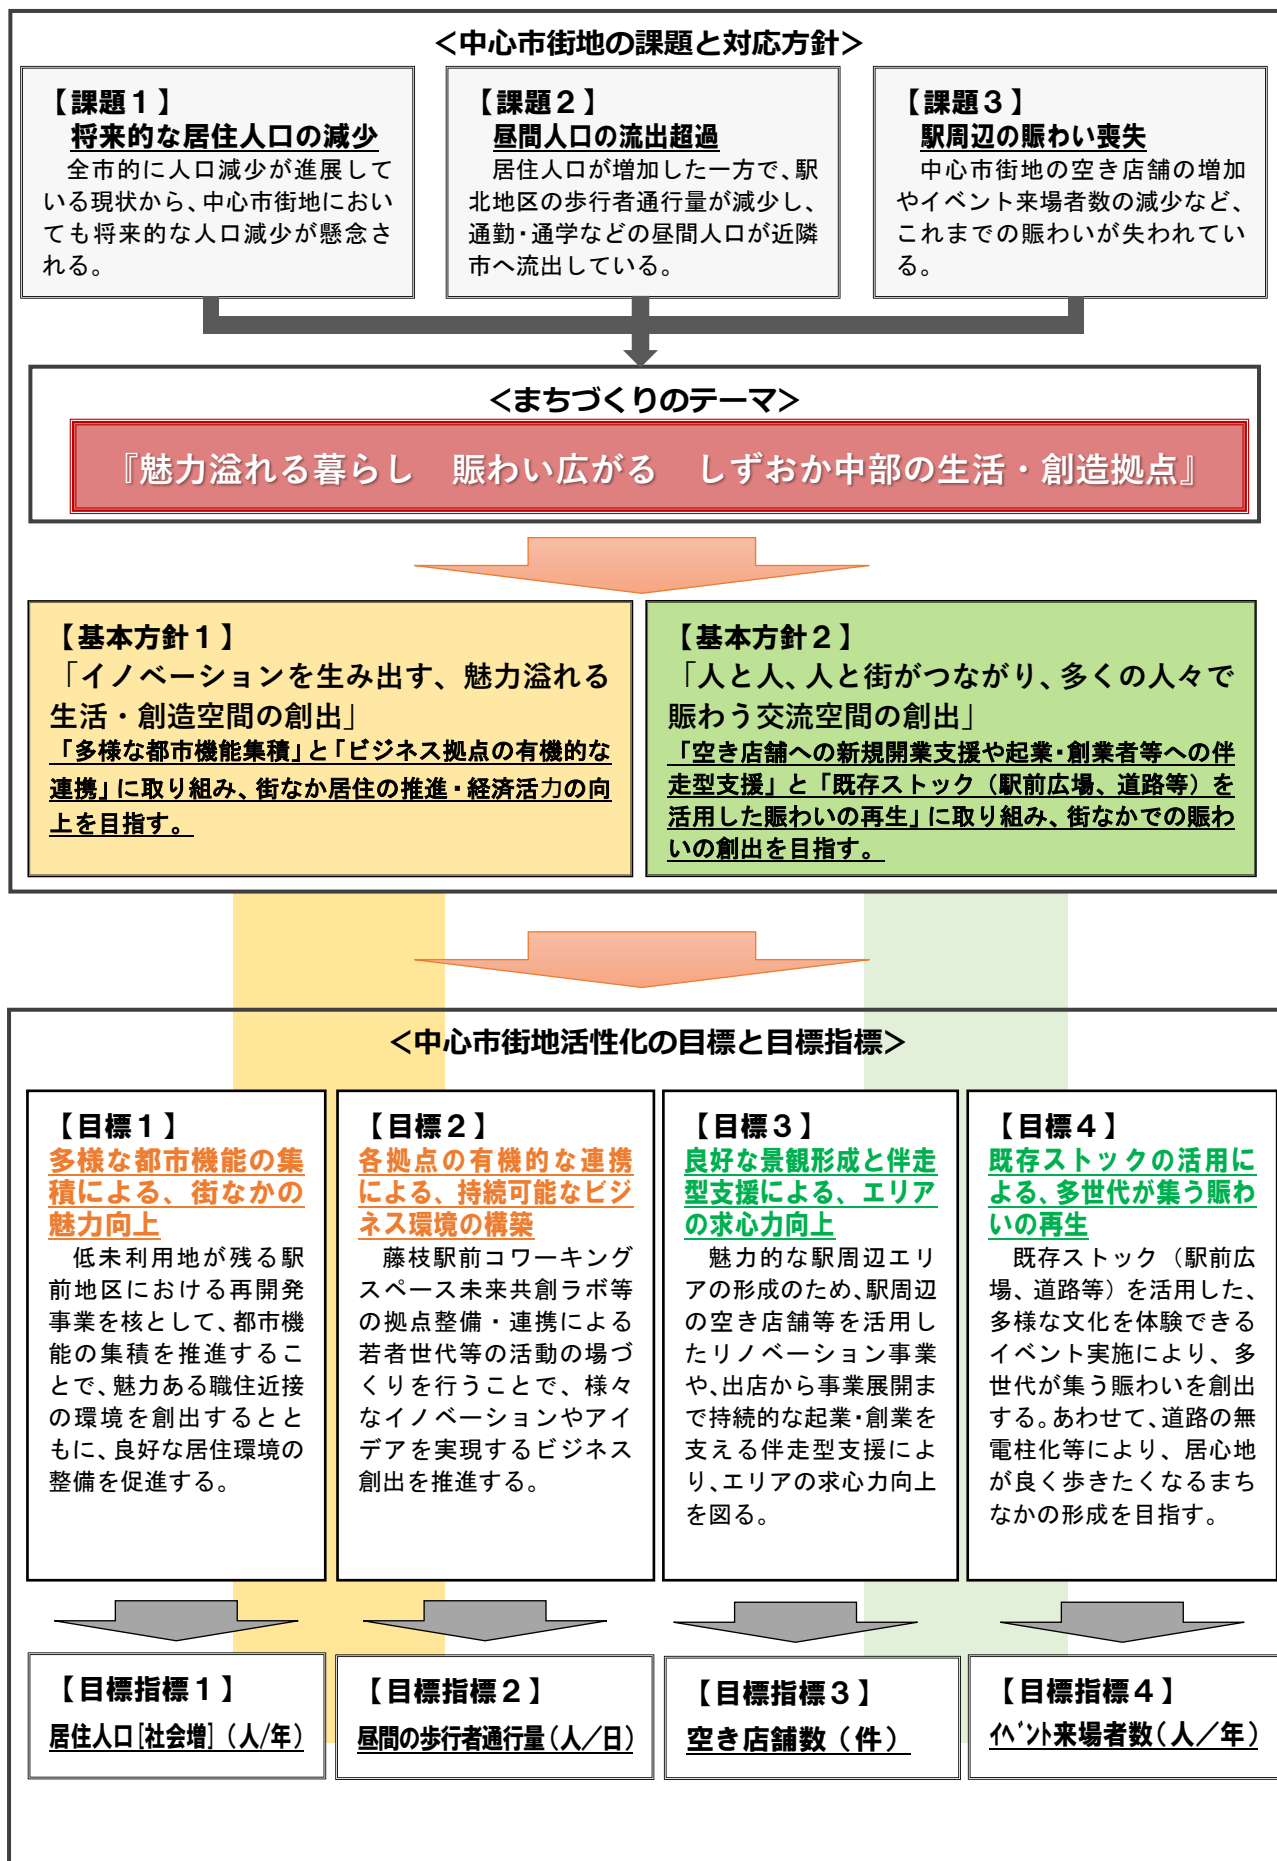 ＜中心市街地の課題と対応方針＞
【課題１】
将来的な居住人口の減少
全市的に人口減少が進展して
いる現状から、中心市街地におい
ても将来的な人口減少が懸念さ
れる。
【課題２】
昼間人口の流出超過
居住人口が増加した一方で、駅
北地区の歩行者通行量が減少し、
通勤・通学などの昼間人口が近隣
市へ流出している。
【課題３】
駅周辺の賑わい喪失
中心市街地の空き店舗の増加
やイベント来場者数の減少など、
これまでの賑わいが失われてい
る。
＜まちづくりのテーマ＞
『魅力溢れる暮らし　賑わい広がる　しずおか中部の生活・創造拠点』
【基本方針１】
「イノベーションを生み出す、魅力溢れる
生活・創造空間の創出」
「多様な都市機能集積」と「ビジネス拠点の有機的な
連携」に取り組み、街なか居住の推進・経済活力の向
上を目指す。
【基本方針２】
「人と人、人と街がつながり、多くの人々で
賑わう交流空間の創出」
「空き店舗への新規開業支援や起業・創業者等への伴
走型支援」と「既存ストック（駅前広場、道路等）を
活用した賑わいの再生」に取り組み、街なかでの賑わ
いの創出を目指す。
＜中心市街地活性化の目標と目標指標＞
【目標１】
多様な都市機能の集
積による、街なかの
魅力向上
低未利用地が残る駅
前地区における再開発
事業を核として、都市機
能の集積を推進するこ
とで、魅力ある職住近接
の環境を創出するとと
もに、良好な居住環境の
整備を促進する。
【目標２】
各拠点の有機的な連携
による、持続可能なビジ
ネス環境の構築
藤枝駅前コワーキング
スペース未来共創ラボ等
の拠点整備・連携による
若者世代等の活動の場づ
くりを行うことで、様々
なイノベーションやアイ
デアを実現するビジネス
創出を推進する。
【目標３】
良好な景観形成と伴走
型支援による、エリア
の求心力向上
魅力的な駅周辺エリ
アの形成のため、駅周辺
の空き店舗等を活用し
たリノベーション事業
や、出店から事業展開ま
で持続的な起業・創業を
支える伴走型支援によ
り、エリアの求心力向上
を図る。
【目標４】
既存ストックの活用に
よる、多世代が集う賑わ
いの再生
既存ストック（駅前広
場、道路等）を活用した、
多様な文化を体験できる
イベント実施により、多
世代が集う賑わいを創出
する。あわせて、道路の無
電柱化等により、居心地
が良く歩きたくなるまち
なかの形成を目指す。
【目標指標１】
居住人口[社会増]（人/年）
【目標指標２】
昼間の歩行者通行量（人／日）
【目標指標３】
空き店舗数（件）
【目標指標４】
ｲﾍﾞﾝﾄ来場者数（人／年）